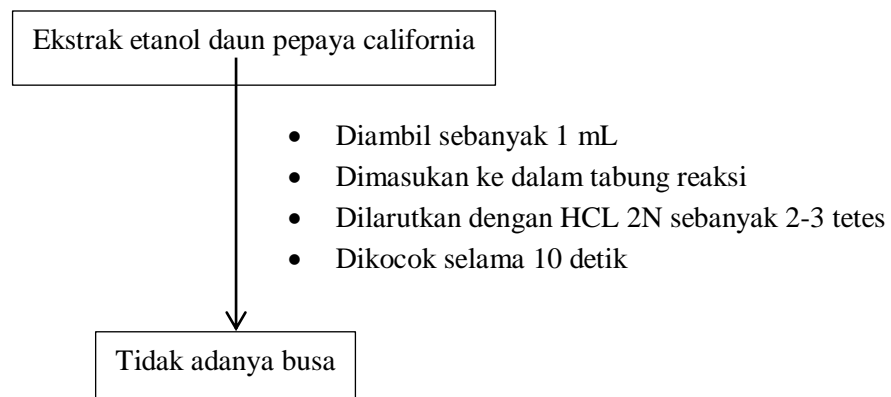 Ekstrak etanol daun pepaya california
• Diambil sebanyak 1 mL
• Dimasukan ke dalam tabung reaksi
• Dilarutkan dengan HCL 2N sebanyak 2-3 tetes
• Dikocok selama 10 detik
Tidak adanya busa